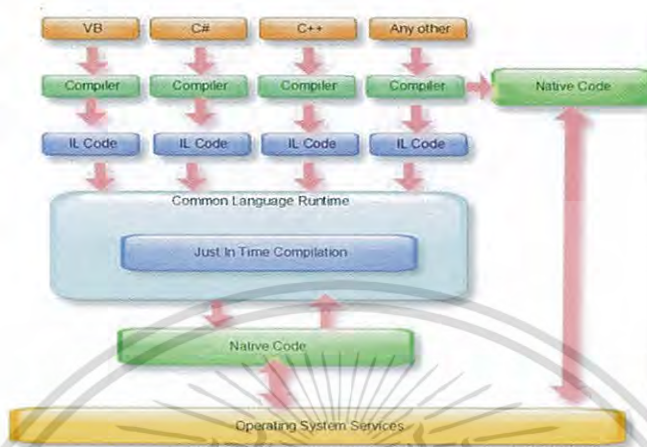 VB C# C++ Any other
Compiler Compiler Compiler Compiler Native Code
IL Code IL Code IL Code IL Code
Common Language Runtime
Just In Time Compilation
Native Code
Operating System Services